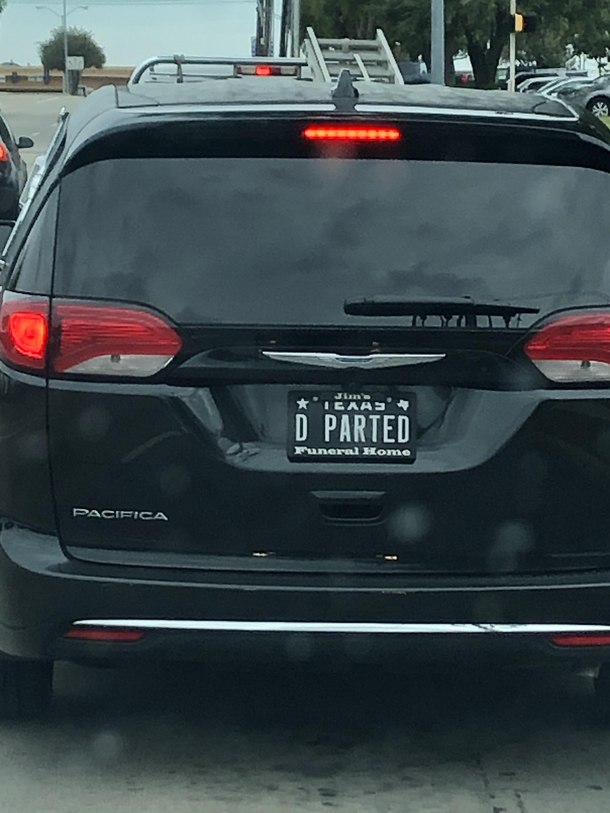 Jim's
TEXAS
D PARTED
Funeral Home
PACIFICA